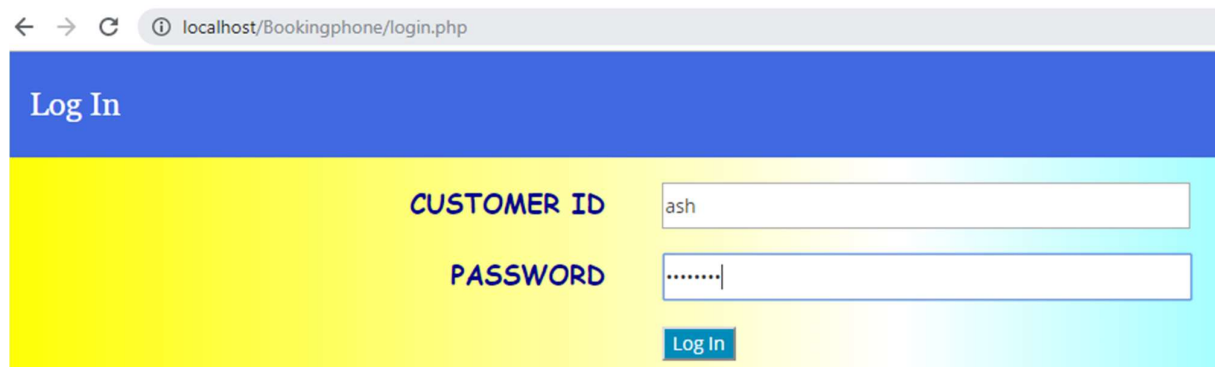 localhost/Bookingphone/login.php
Log In
CUSTOMER ID ash
PASSWORD ••••••••
Log In